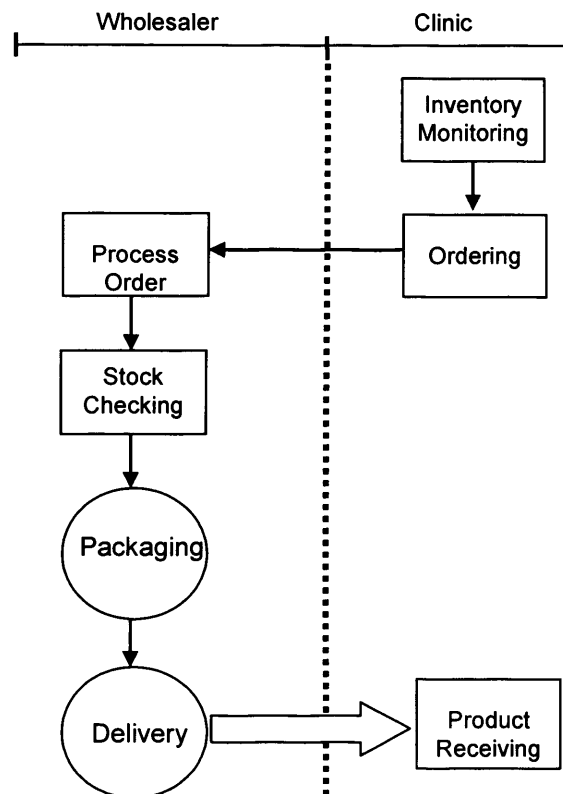 Wholesaler Clinic
Inventory
Monitoring
Process
Order
Ordering
Stock
Checking
Packaging
Delivery
Product
Receiving